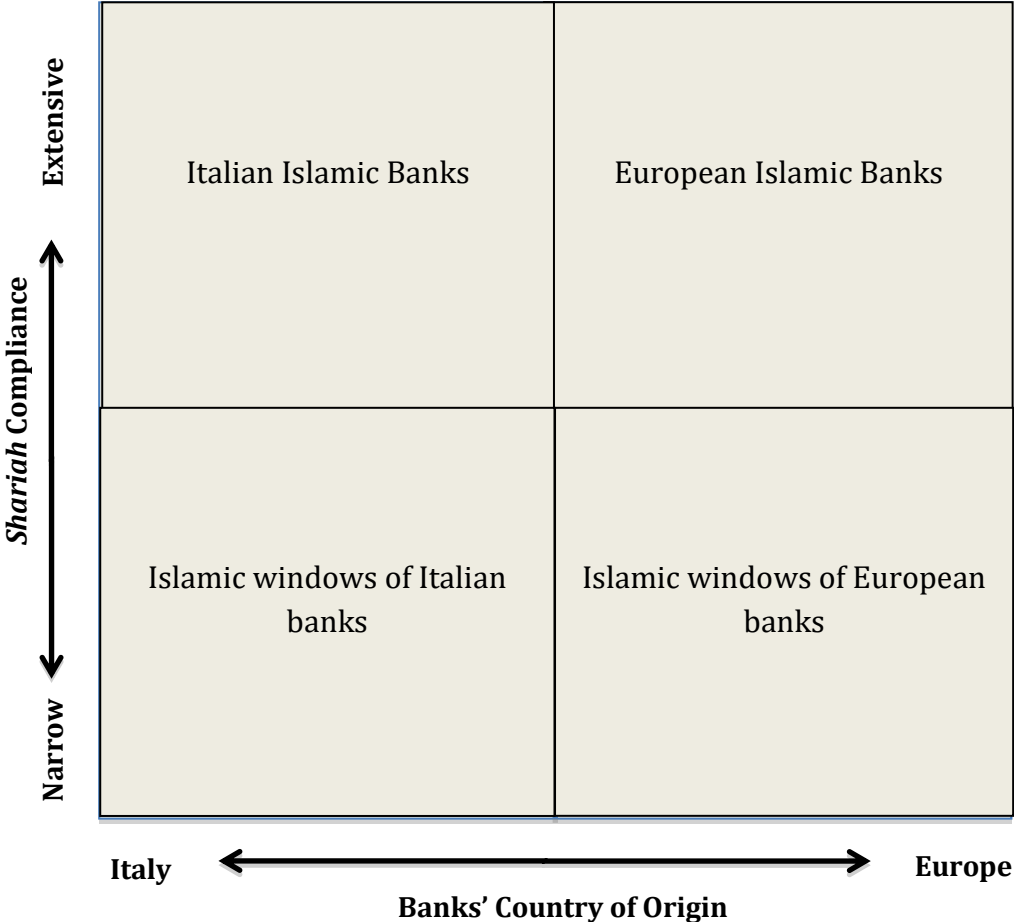 Extensive
Italian Islamic Banks
European Islamic Banks
Shariah Compliance
Islamic windows of Italian
banks
Islamic windows of European
banks
Narrow
Italy
Europe
Banks’ Country of Origin